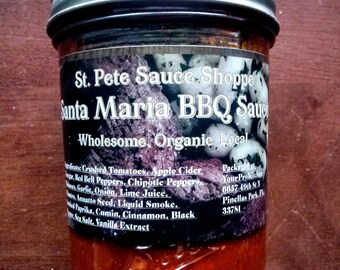 St. Pete Sauce Shoppe
Santa Maria BBQ Sauce
Wholesome, Organic, Local
Crushed Tomatoes, Apple Cider
Red Bell Peppers, Chipotle Peppers,
Garlic, Onion, Lime Juice,
Annatto Seed, Liquid Smoke,
Paprika, Cumin, Cinnamon, Black
Sea Salt, Vanilla Extract
Pinellas Park,
33781